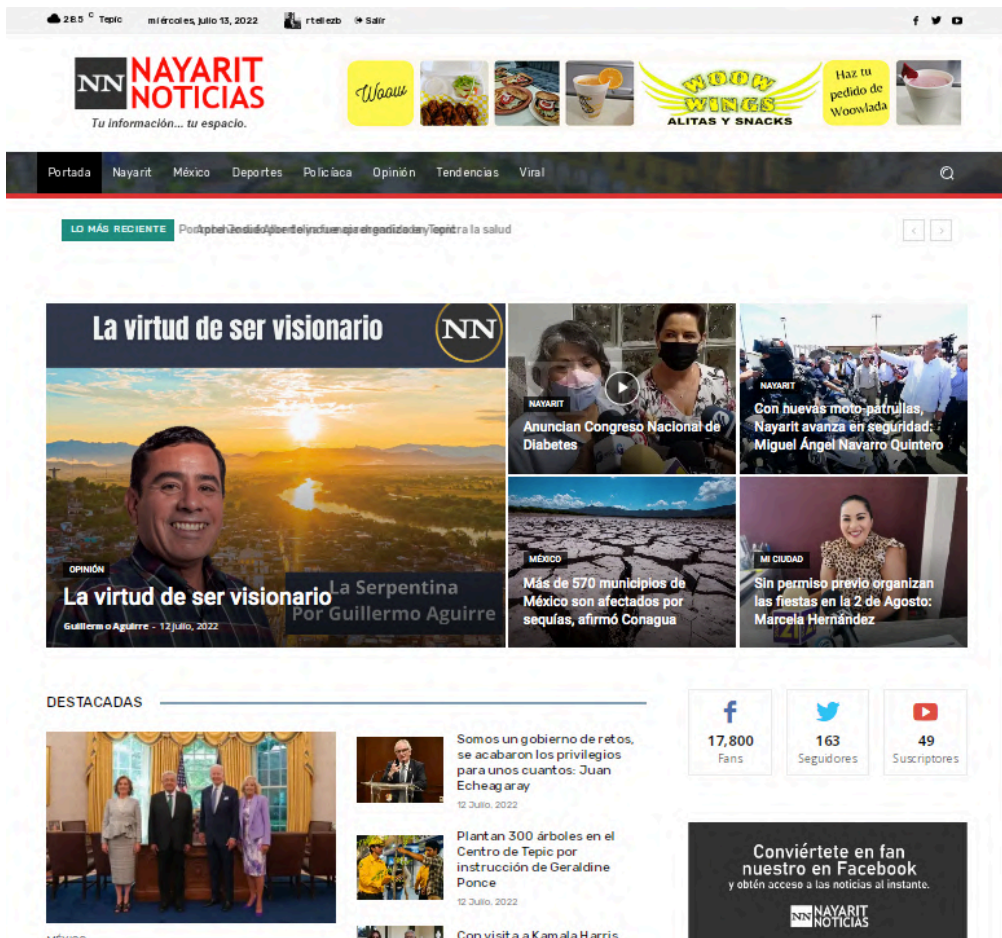 28.5 C Tepic miércoles, julio 13, 2022 rtellezb Salir
NN NAYARIT
NOTICIAS
Tu información... tu espacio.
Woow
WOOW
WINGS
ALITAS Y SNACKS
Haz tu
pedido de
Woowlada
Portada Nayarit México Deportes Policíaca Opinión Tendencias Viral
LO MÁS RECIENTE
La virtud de ser visionario
NN
OPINIÓN
La virtud de ser visionario
La Serpentina
Por Guillermo Aguirre
Guillermo Aguirre - 12 julio, 2022
NAYARIT
Anuncian Congreso Nacional de
Diabetes
NAYARIT
Con nuevas moto-patrullas,
Nayarit avanza en seguridad:
Miguel Ángel Navarro Quintero
MÉXICO
Más de 570 municipios de
México son afectados por
sequías, afirmó Conagua
MI CIUDAD
Sin permiso previo organizan
las fiestas en la 2 de Agosto:
Marcela Hernández
DESTACADAS
Somos un gobierno de retos,
se acabaron los privilegios
para unos cuantos: Juan
Echeagaray
12 Julio, 2022
Plantan 300 árboles en el
Centro de Tepic por
instrucción de Geraldine
Ponce
12 Julio, 2022
Con visita a Kamala Harris
17,800
Fans
163
Seguidores
49
Suscriptores
Conviértete en fan
nuestro en Facebook
y obtén acceso a las noticias al instante.
NN NAYARIT
NOTICIAS